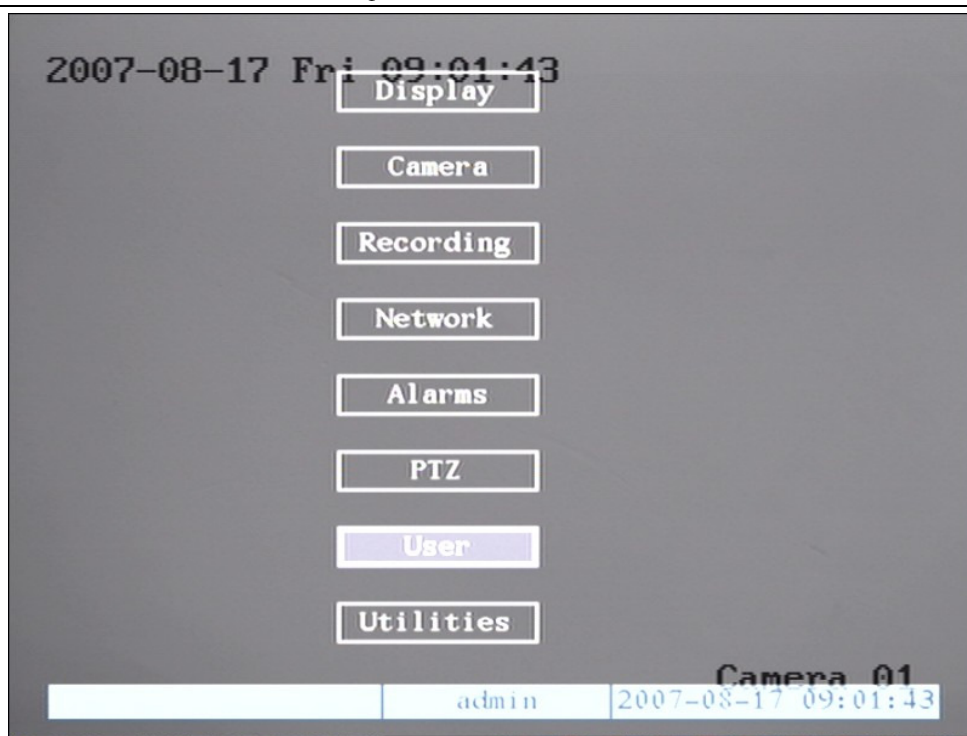 2007-08-17 Fri 09:01:43
Display
Camera
Recording
Network
Alarms
PTZ
User
Utilities
Camera 01
admin 2007-08-17 09:01:43